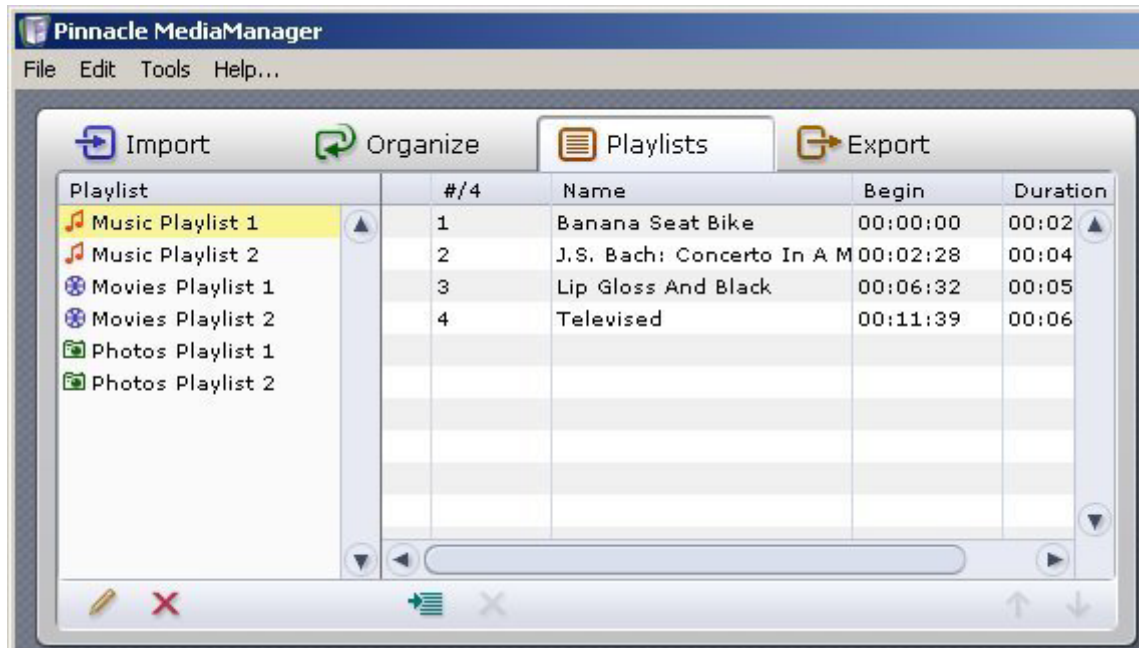 Pinnacle MediaManager
File Edit Tools Help...
Import Organize Playlists Export
Playlist #/4 Name Begin Duration
Music Playlist 1 1 Banana Seat Bike 00:00:00 00:02
Music Playlist 2 2 J.S. Bach: Concerto In A M 00:02:28 00:04
Movies Playlist 1 3 Lip Gloss And Black 00:06:32 00:05
Movies Playlist 2 4 Televised 00:11:39 00:06
Photos Playlist 1
Photos Playlist 2